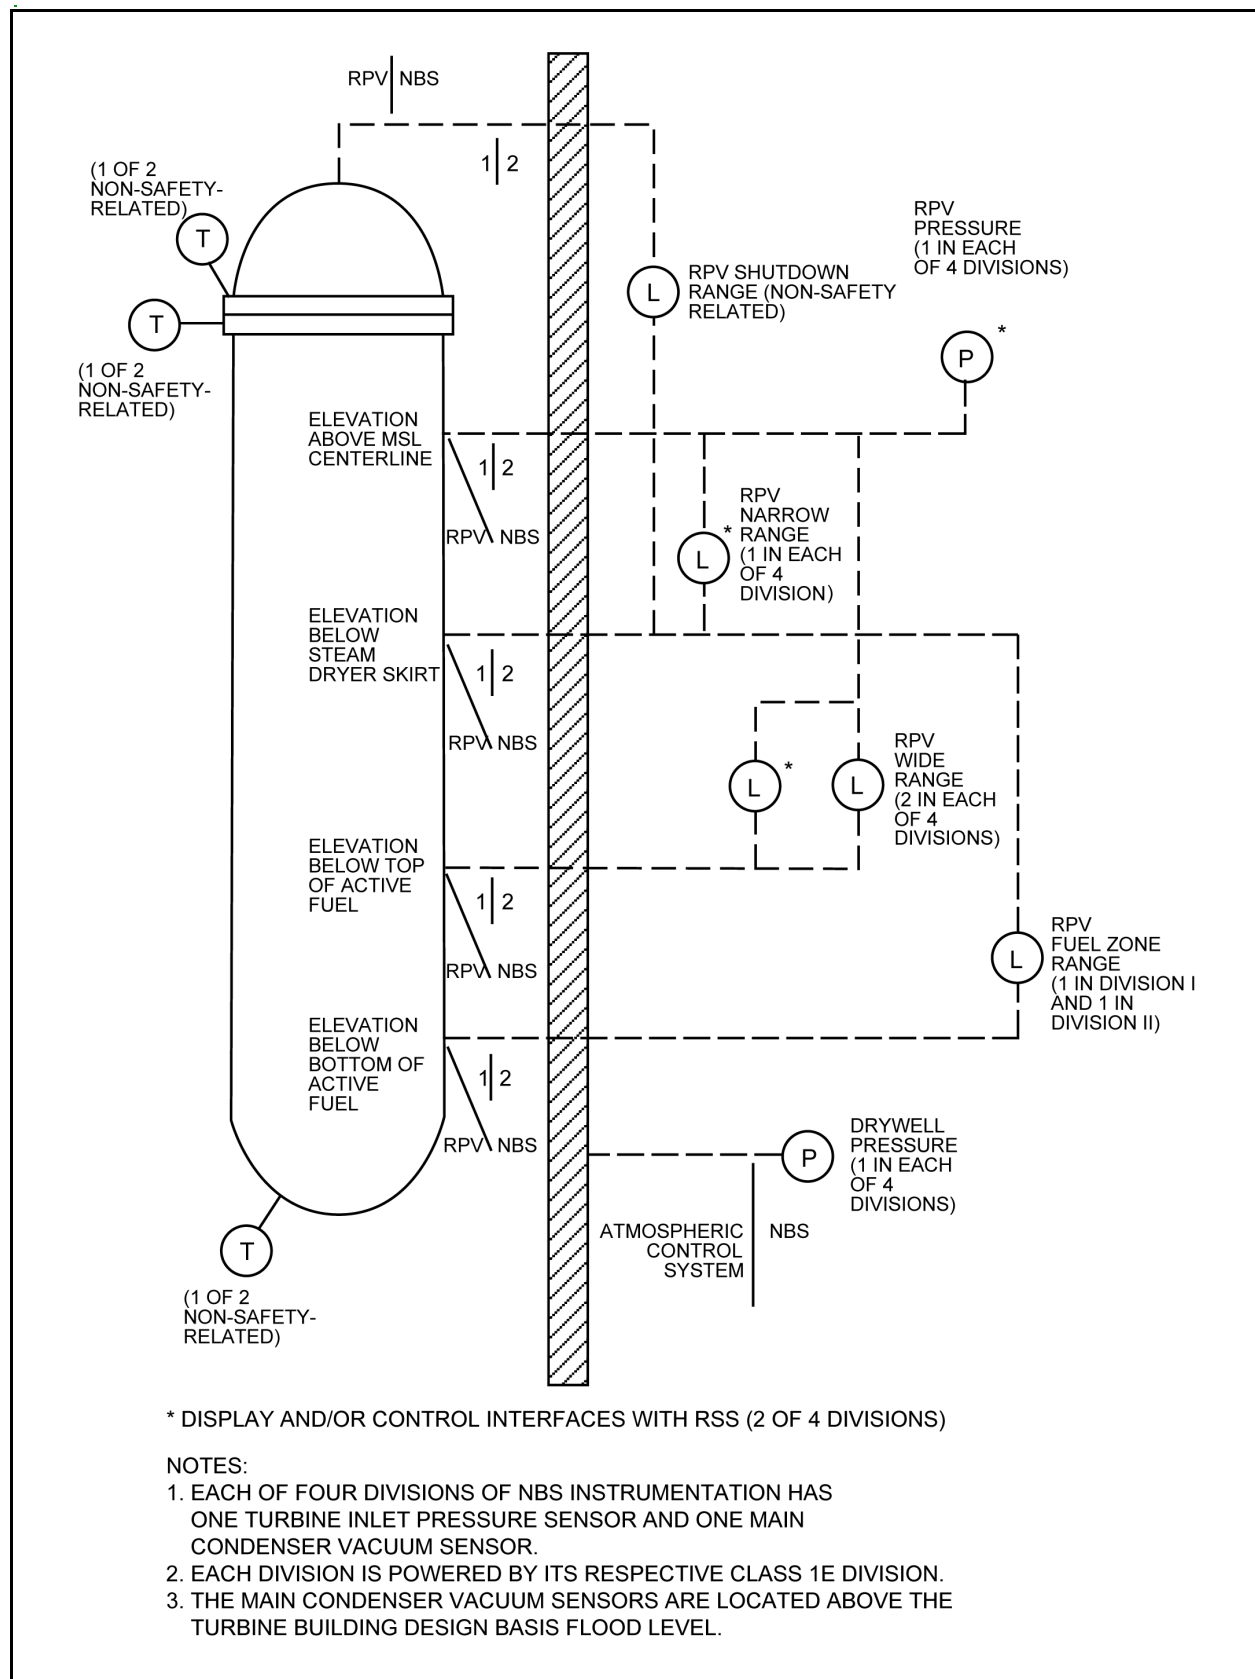 RPV NBS
1 2
(1 OF 2
NON-SAFETY-
RELATED)
T
T
(1 OF 2
NON-SAFETY-
RELATED)
L
RPV SHUTDOWN
RANGE (NON-SAFETY
RELATED)
RPV
PRESSURE
(1 IN EACH
OF 4 DIVISIONS)
P *
ELEVATION
ABOVE MSL
CENTERLINE
1 2
RPV NBS
L *
RPV
NARROW
RANGE
(1 IN EACH
OF 4
DIVISION)
ELEVATION
BELOW
STEAM
DRYER SKIRT
1 2
RPV NBS
L *
L
RPV
WIDE
RANGE
(2 IN EACH
OF 4
DIVISIONS)
ELEVATION
BELOW TOP
OF ACTIVE
FUEL
1 2
RPV NBS
L
RPV
FUEL ZONE
RANGE
(1 IN DIVISION I
AND 1 IN
DIVISION II)
ELEVATION
BELOW
BOTTOM OF
ACTIVE
FUEL
1 2
RPV NBS
P
DRYWELL
PRESSURE
(1 IN EACH
OF 4
DIVISIONS)
ATMOSPHERIC
CONTROL
SYSTEM
NBS
T
(1 OF 2
NON-SAFETY-
RELATED)
* DISPLAY AND/OR CONTROL INTERFACES WITH RSS (2 OF 4 DIVISIONS)
NOTES:
1. EACH OF FOUR DIVISIONS OF NBS INSTRUMENTATION HAS
ONE TURBINE INLET PRESSURE SENSOR AND ONE MAIN
CONDENSER VACUUM SENSOR.
2. EACH DIVISION IS POWERED BY ITS RESPECTIVE CLASS 1E DIVISION.
3. THE MAIN CONDENSER VACUUM SENSORS ARE LOCATED ABOVE THE
TURBINE BUILDING DESIGN BASIS FLOOD LEVEL.